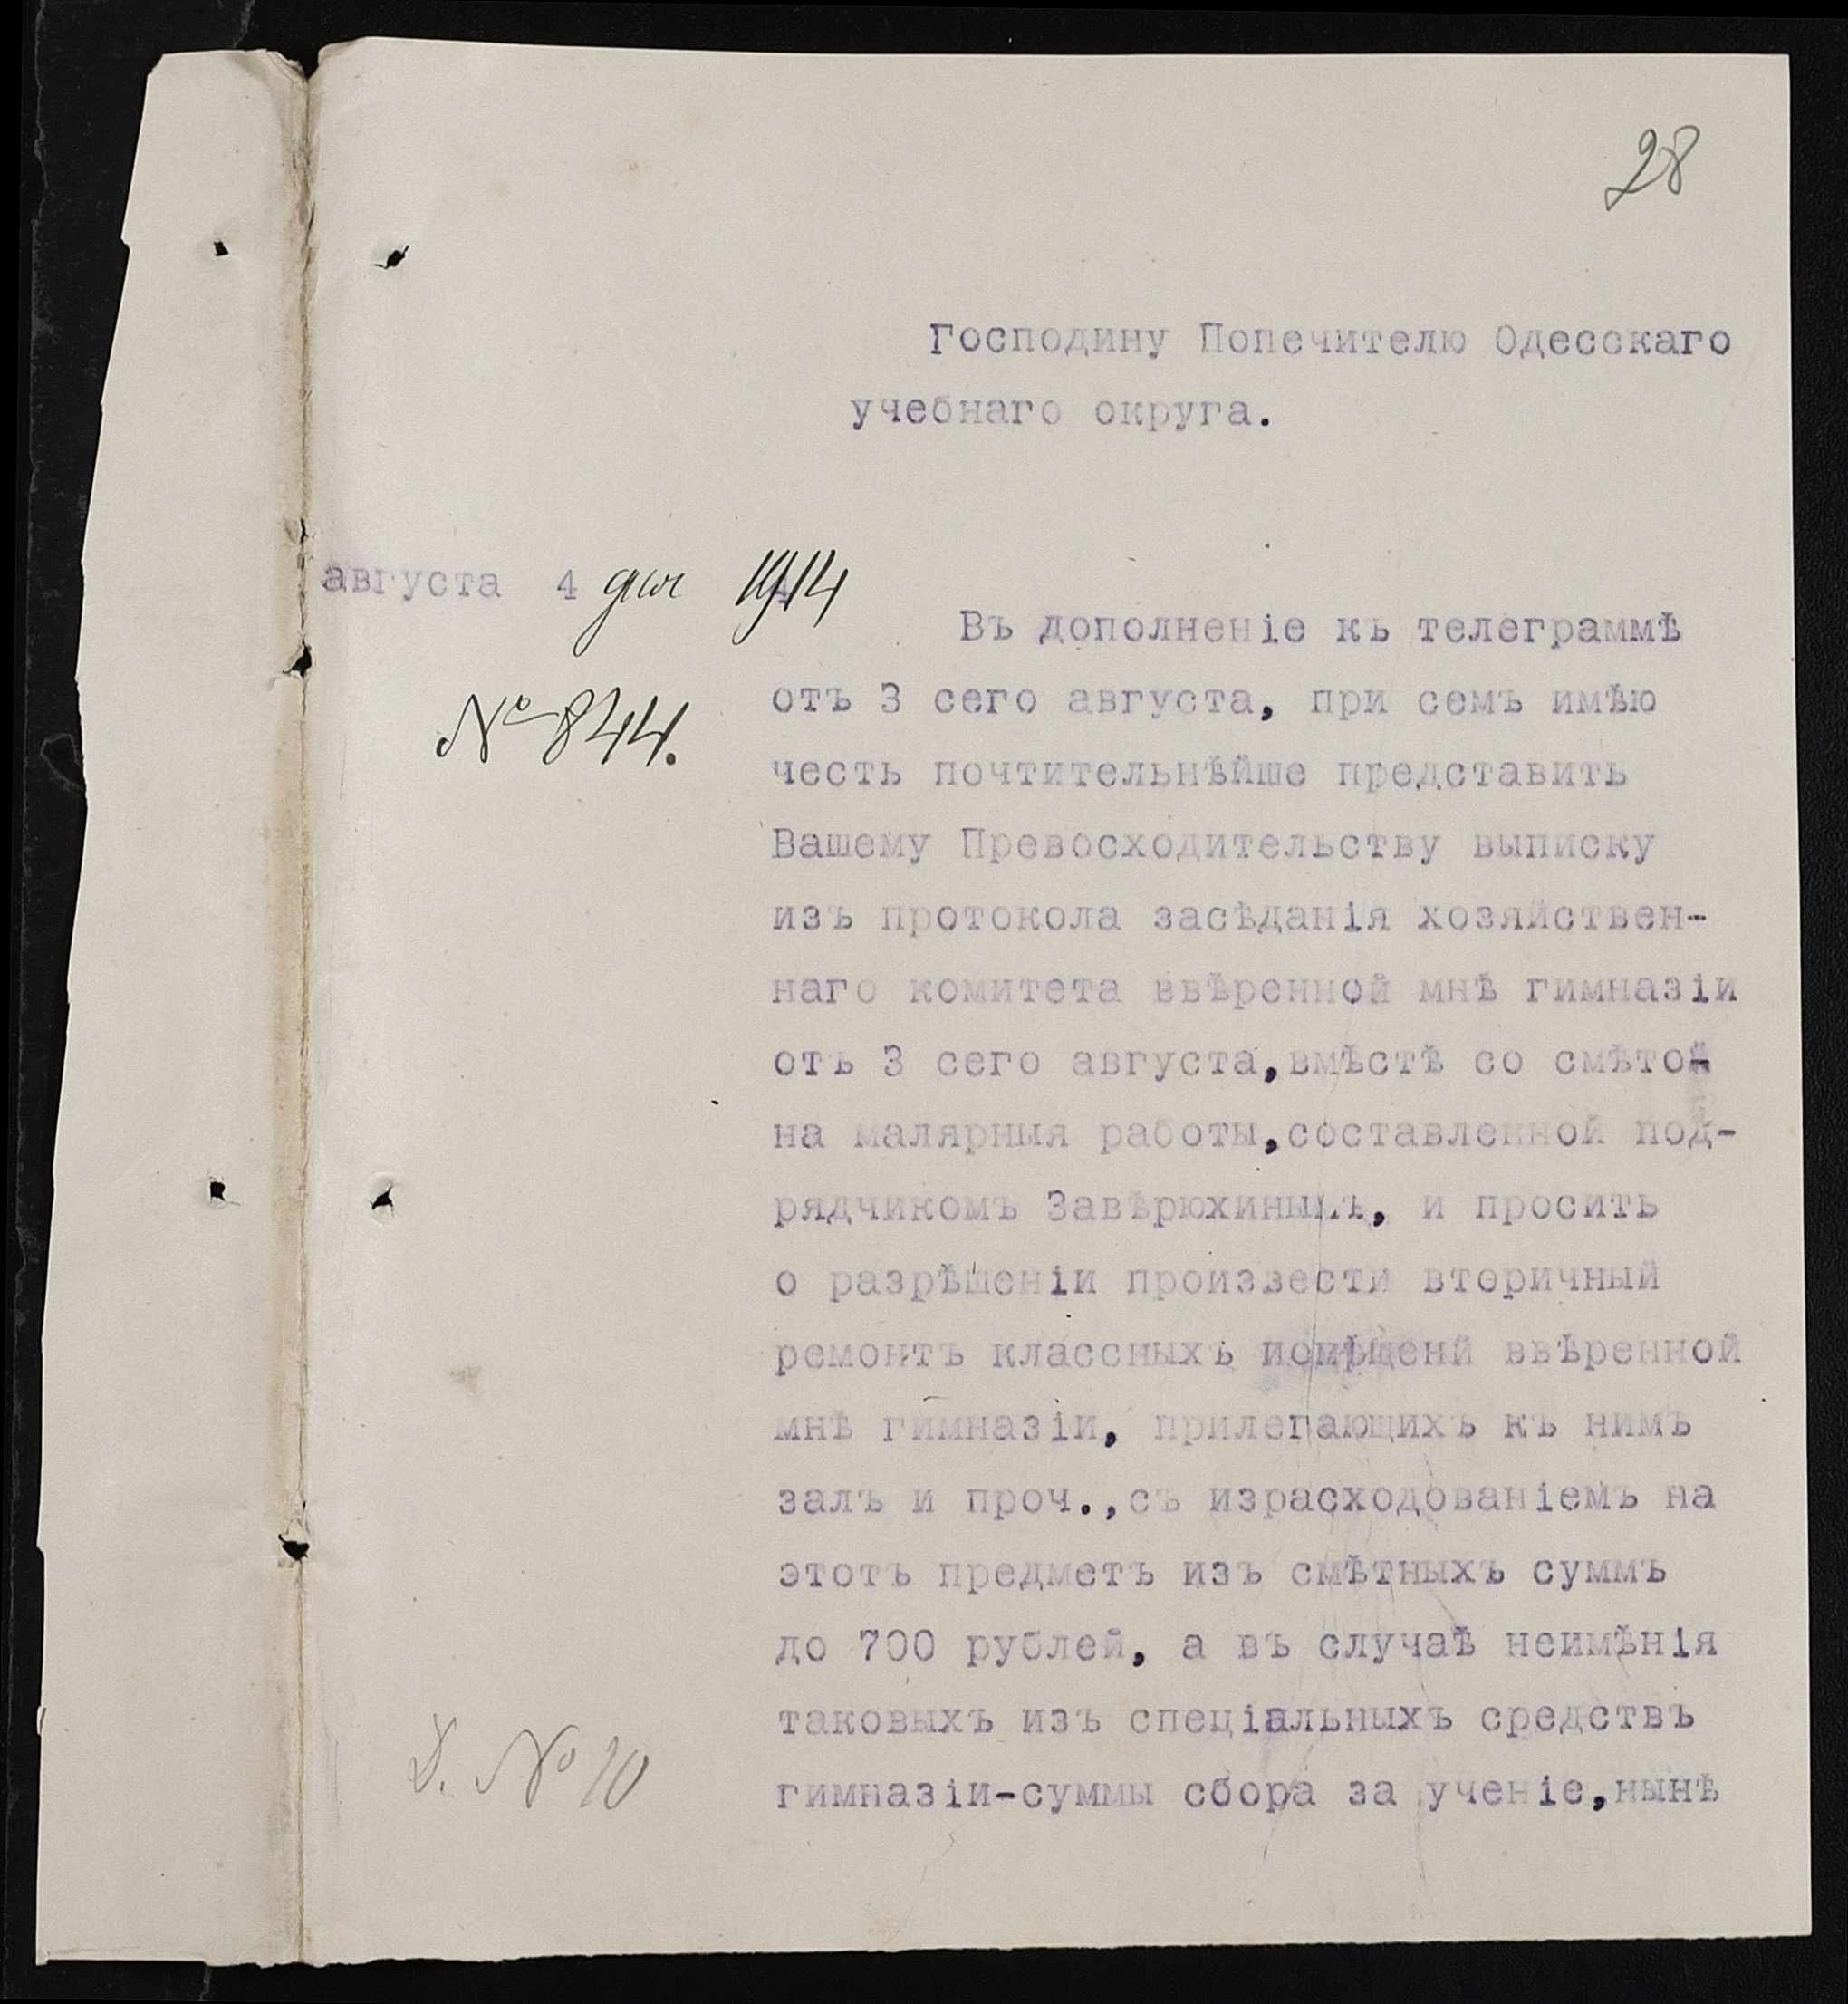 28
Господину Попечителю Одесскаго
учебнаго округа.
августа 4 дня 1914
№ 844.
Въ дополненіе къ телеграммѣ
отъ 3 сего августа, при семъ имѣю
честь почтительнѣйше представить
Вашему Превосходительству выписку
изъ протокола засѣданія хозяйствен-
наго комитета ввѣренной мнѣ гимназіи
отъ 3 сего августа,вмѣстѣ со смѣтой
на малярныя работы,составленной под-
рядчикомъ Завѣрюхинымъ, и просить
о разрѣшеніи произвести вторичный
ремонтъ классныхъ помѣщенй ввѣренной
мнѣ гимназіи, прилегающихъ къ нимъ
залъ и проч.,съ израсходованіемъ на
этотъ предметъ изъ смѣтныхъ суммъ
до 700 рублей, а въ случаѣ неимѣнія
таковыхъ изъ спеціальныхъ средствъ
гимназіи-суммы сбора за ученіе,нынѣ
Д. № 10